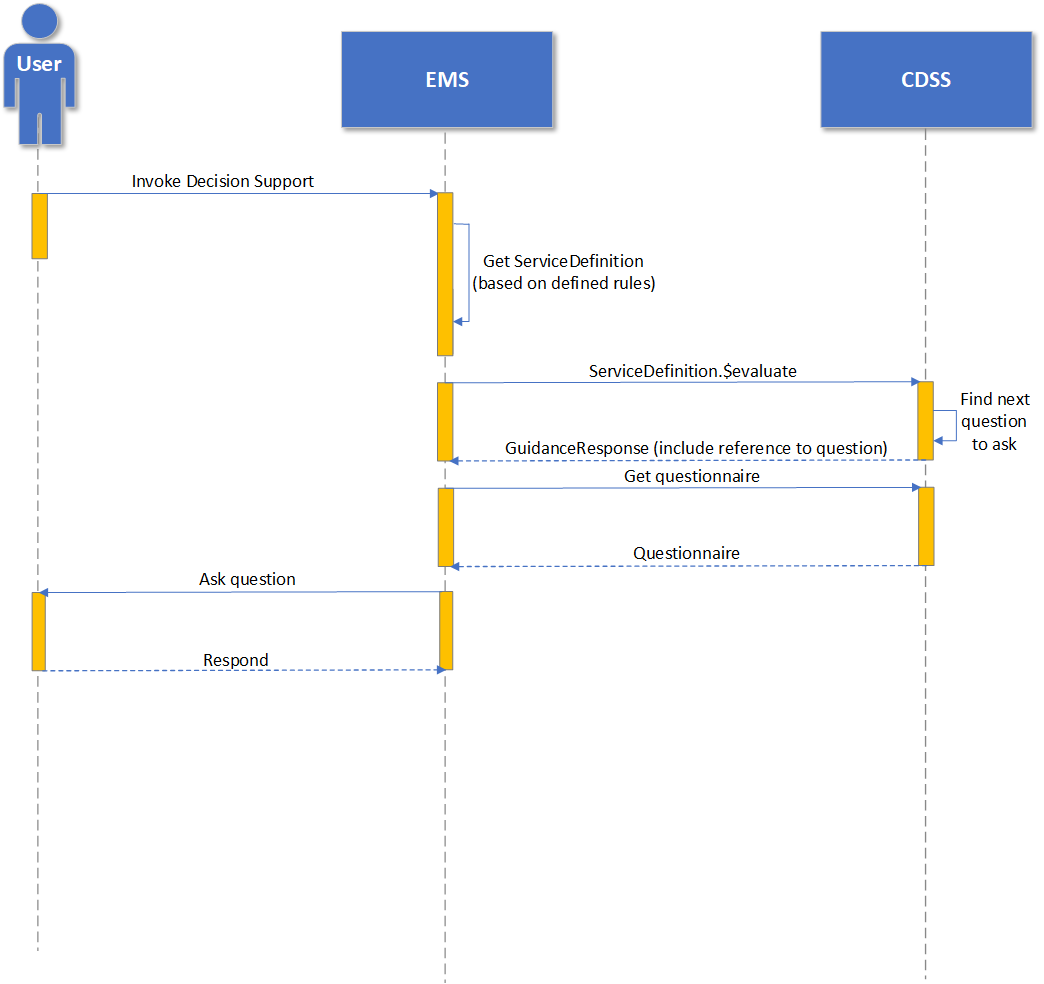 User
EMS
CDSS
Invoke Decision Support
Get ServiceDefinition
(based on defined rules)
ServiceDefinition.$evaluate
Find next
question
to ask
GuidanceResponse (include reference to question)
Get questionnaire
Questionnaire
Ask question
Respond